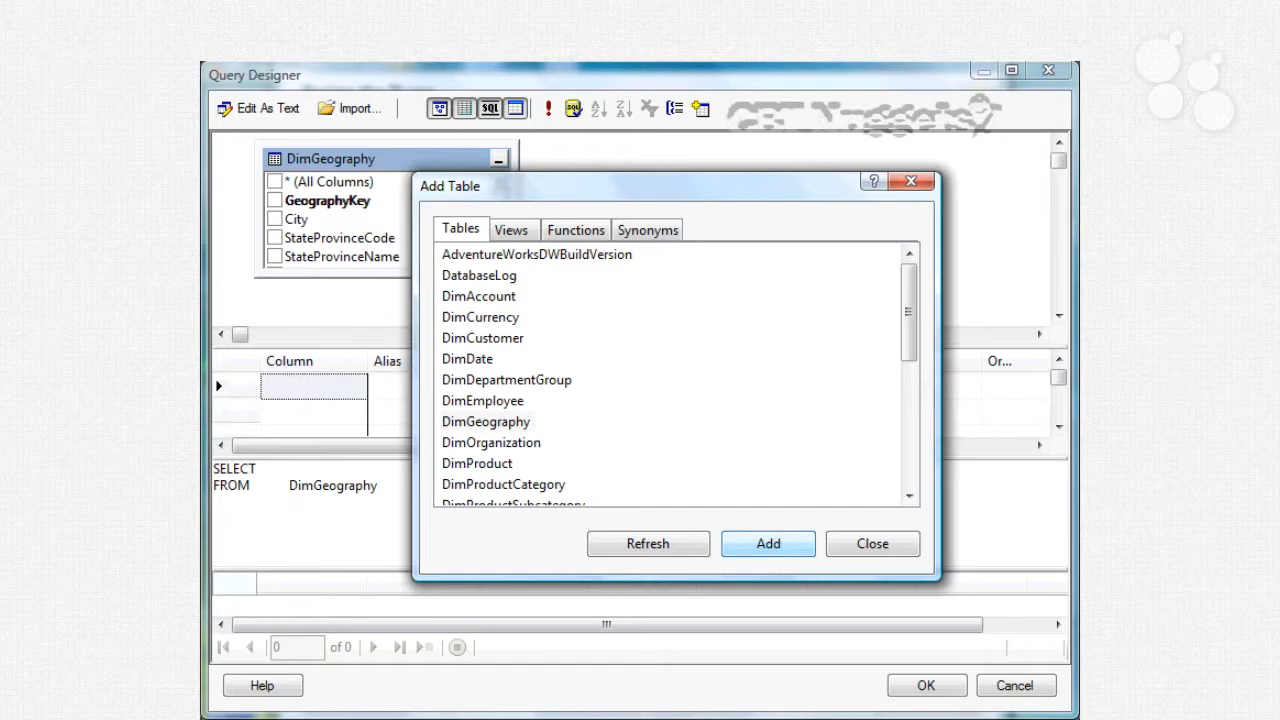 Query Designer
Edit As Text Import... SQL
DimGeography
* (All Columns)
GeographyKey
City
StateProvinceCode
StateProvinceName
Add Table
Tables Views Functions Synonyms
AdventureWorksDWBuildVersion
DatabaseLog
DimAccount
DimCurrency
DimCustomer
DimDate
DimDepartmentGroup
DimEmployee
DimGeography
DimOrganization
DimProduct
DimProductCategory
DimProductSubcategory
Refresh Add Close
Column Alias Or...
SELECT
FROM DimGeography
0 of 0
Help OK Cancel